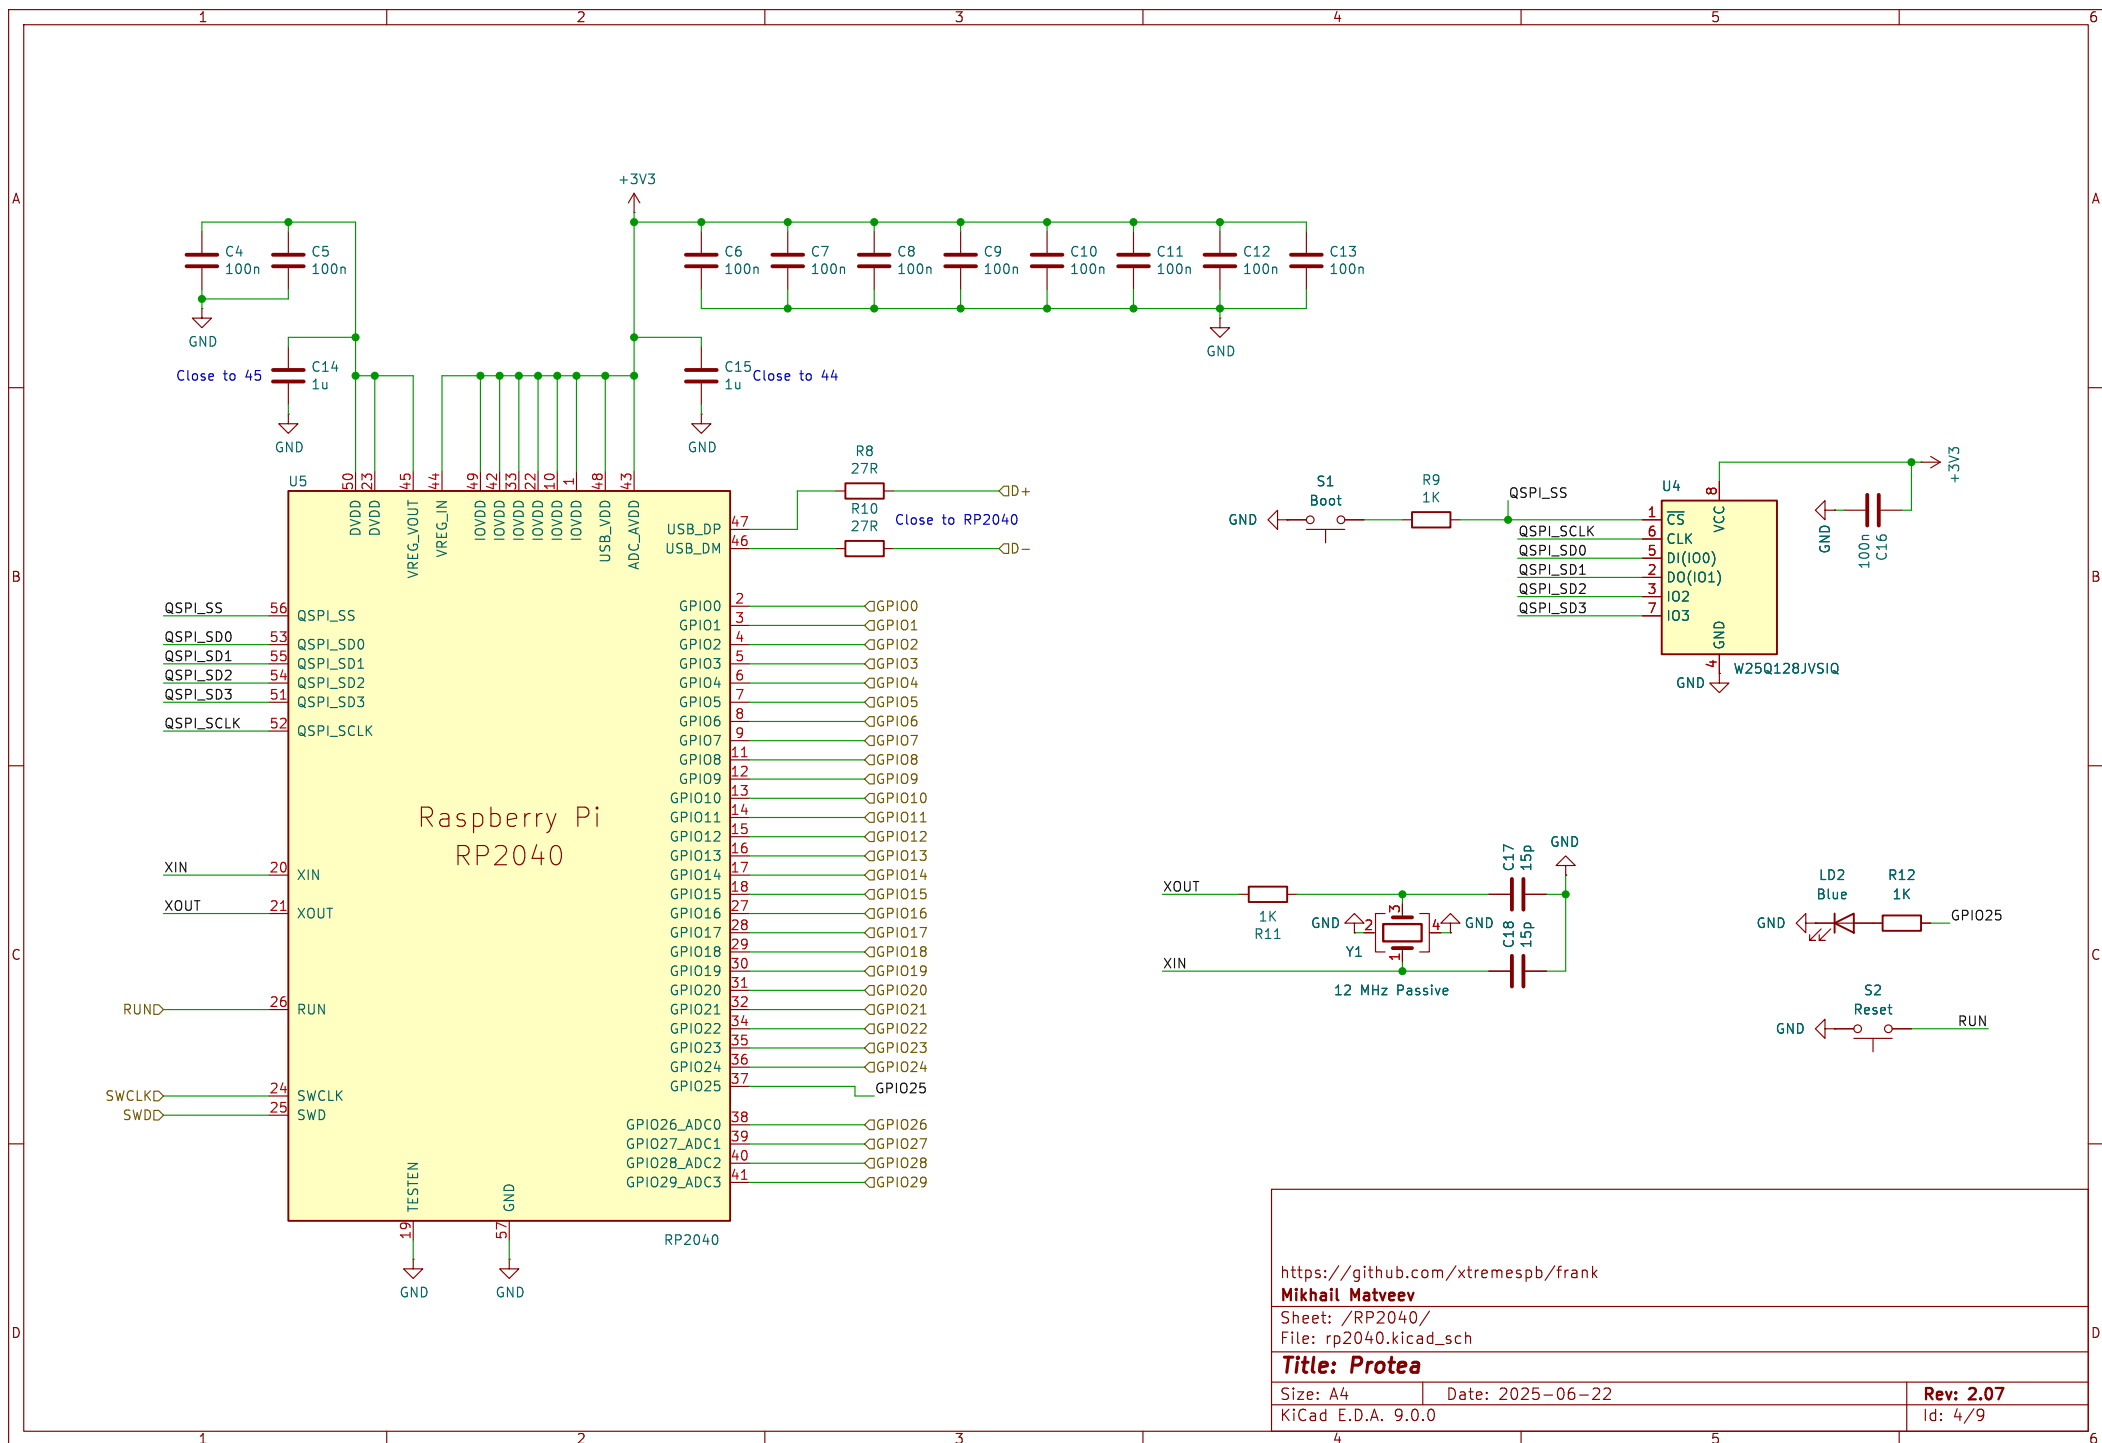 1 2 3 4 5 6
A A
+3V3
C4
100n
C5
100n
C6
100n
C7
100n
C8
100n
C9
100n
C10
100n
C11
100n
C12
100n
C13
100n
GND
GND
Close to 45
C14
1u
GND
C15
1u
Close to 44
GND
U5
50 23 45 44 49 42 33 22 10 1 48 43
DVDD
DVDD
VREG_VOUT
VREG_IN
IOVDD
IOVDD
IOVDD
IOVDD
IOVDD
IOVDD
USB_VDD
ADC_AVDD
R8
27R
D+
R10
27R
Close to RP2040
D-
USB_DP 47
USB_DM 46
QSPI_SS 56 QSPI_SS
QSPI_SD0 53 QSPI_SD0
QSPI_SD1 55 QSPI_SD1
QSPI_SD2 54 QSPI_SD2
QSPI_SD3 51 QSPI_SD3
QSPI_SCLK 52 QSPI_SCLK
XIN 20 XIN
XOUT 21 XOUT
RUN 26 RUN
SWCLK 24 SWCLK
SWD 25 SWD
Raspberry Pi
RP2040
GPIO0 2 GPIO0
GPIO1 3 GPIO1
GPIO2 4 GPIO2
GPIO3 5 GPIO3
GPIO4 6 GPIO4
GPIO5 7 GPIO5
GPIO6 8 GPIO6
GPIO7 9 GPIO7
GPIO8 11 GPIO8
GPIO9 12 GPIO9
GPIO10 13 GPIO10
GPIO11 14 GPIO11
GPIO12 15 GPIO12
GPIO13 16 GPIO13
GPIO14 17 GPIO14
GPIO15 18 GPIO15
GPIO16 27 GPIO16
GPIO17 28 GPIO17
GPIO18 29 GPIO18
GPIO19 30 GPIO19
GPIO20 31 GPIO20
GPIO21 32 GPIO21
GPIO22 34 GPIO22
GPIO23 35 GPIO23
GPIO24 36 GPIO24
GPIO25 37 GPIO25
GPIO26_ADC0 38 GPIO26
GPIO27_ADC1 39 GPIO27
GPIO28_ADC2 40 GPIO28
GPIO29_ADC3 41 GPIO29
TESTEN
GND
19
57
RP2040
GND
GND
S1
Boot
GND
R9
1K
QSPI_SS
U4
1 CS
QSPI_SCLK 6 CLK
QSPI_SD0 5 DI(IO0)
QSPI_SD1 2 DO(IO1)
QSPI_SD2 3 IO2
QSPI_SD3 7 IO3
8
VCC
GND
4
W25Q128JVSIQ
GND
+3V3
GND
100n
C16
B B
XOUT
1K
R11
C17
15p
GND
GND 2 3 4 GND
1
Y1
C18
15p
XIN
12 MHz Passive
LD2
Blue
R12
1K
GND
GPIO25
S2
Reset
GND
RUN
C C
https://github.com/xtremespb/frank
Mikhail Matveev
Sheet: /RP2040/
File: rp2040.kicad_sch
Title: Protea
Size: A4 Date: 2025-06-22 Rev: 2.07
KiCad E.D.A. 9.0.0 Id: 4/9
D D
1 2 3 4 5 6